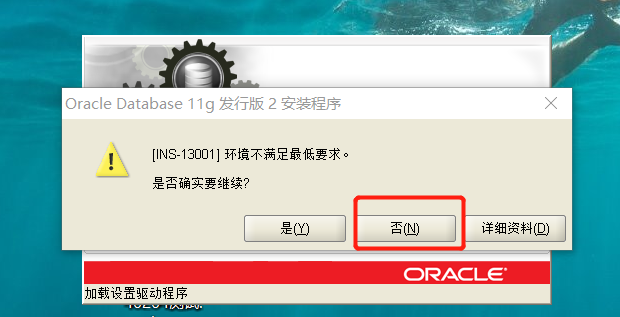 Oracle Database 11g 发行版 2 安装程序
[INS-13001] 环境不满足最低要求。
是否确实要继续?
是(Y) 否(N) 详细资料(D)
ORACLE
加载设置驱动程序